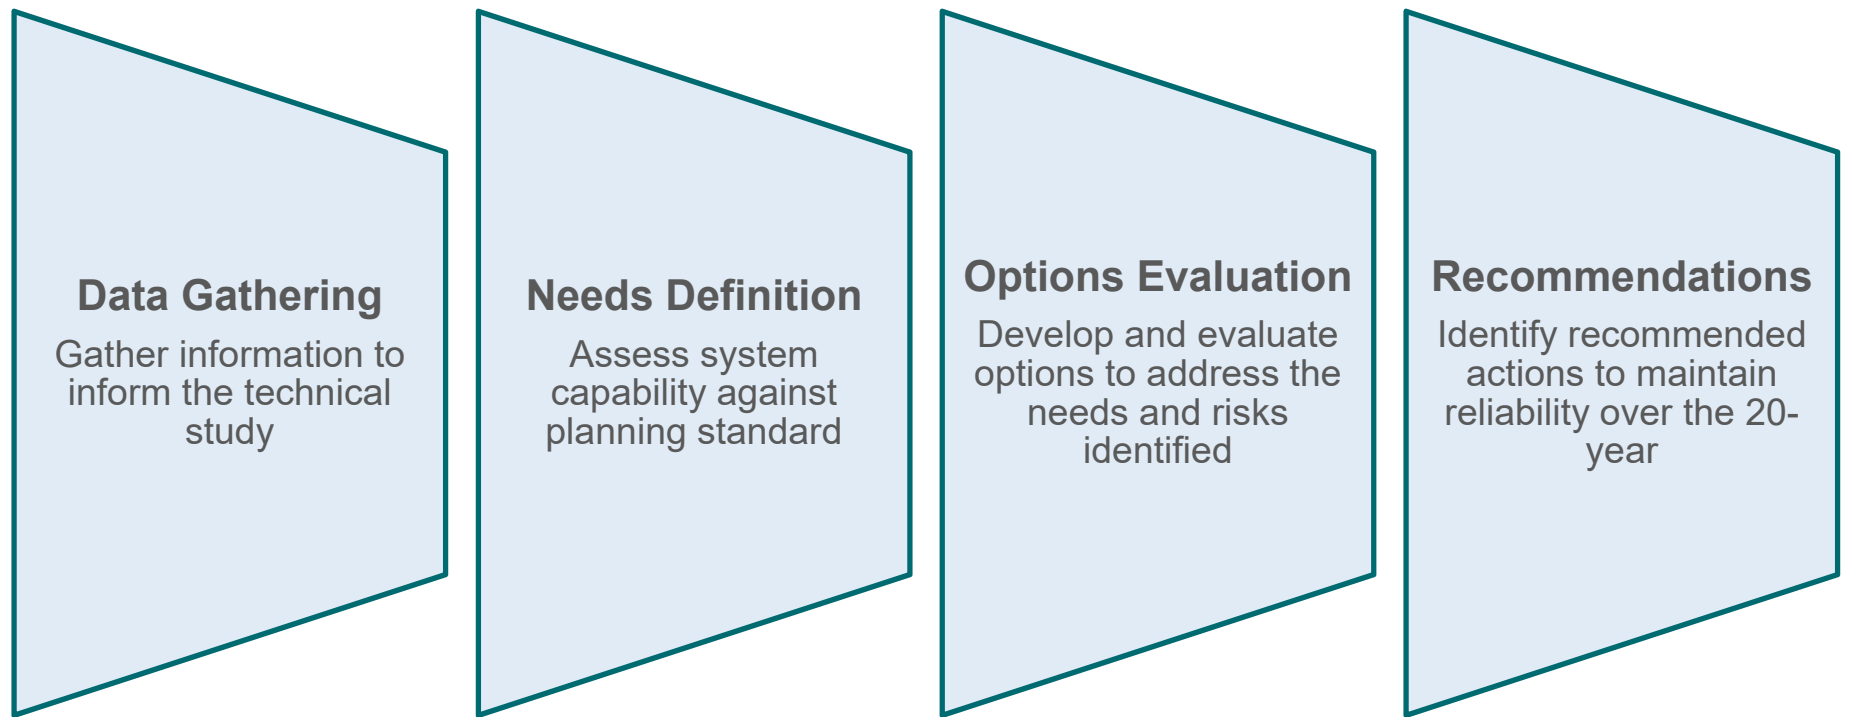 Data Gathering
Gather information to
inform the technical
study
Needs Definition
Assess system
capability against
planning standard
Options Evaluation
Develop and evaluate
options to address the
needs and risks
identified
Recommendations
Identify recommended
actions to maintain
reliability over the 20-
year